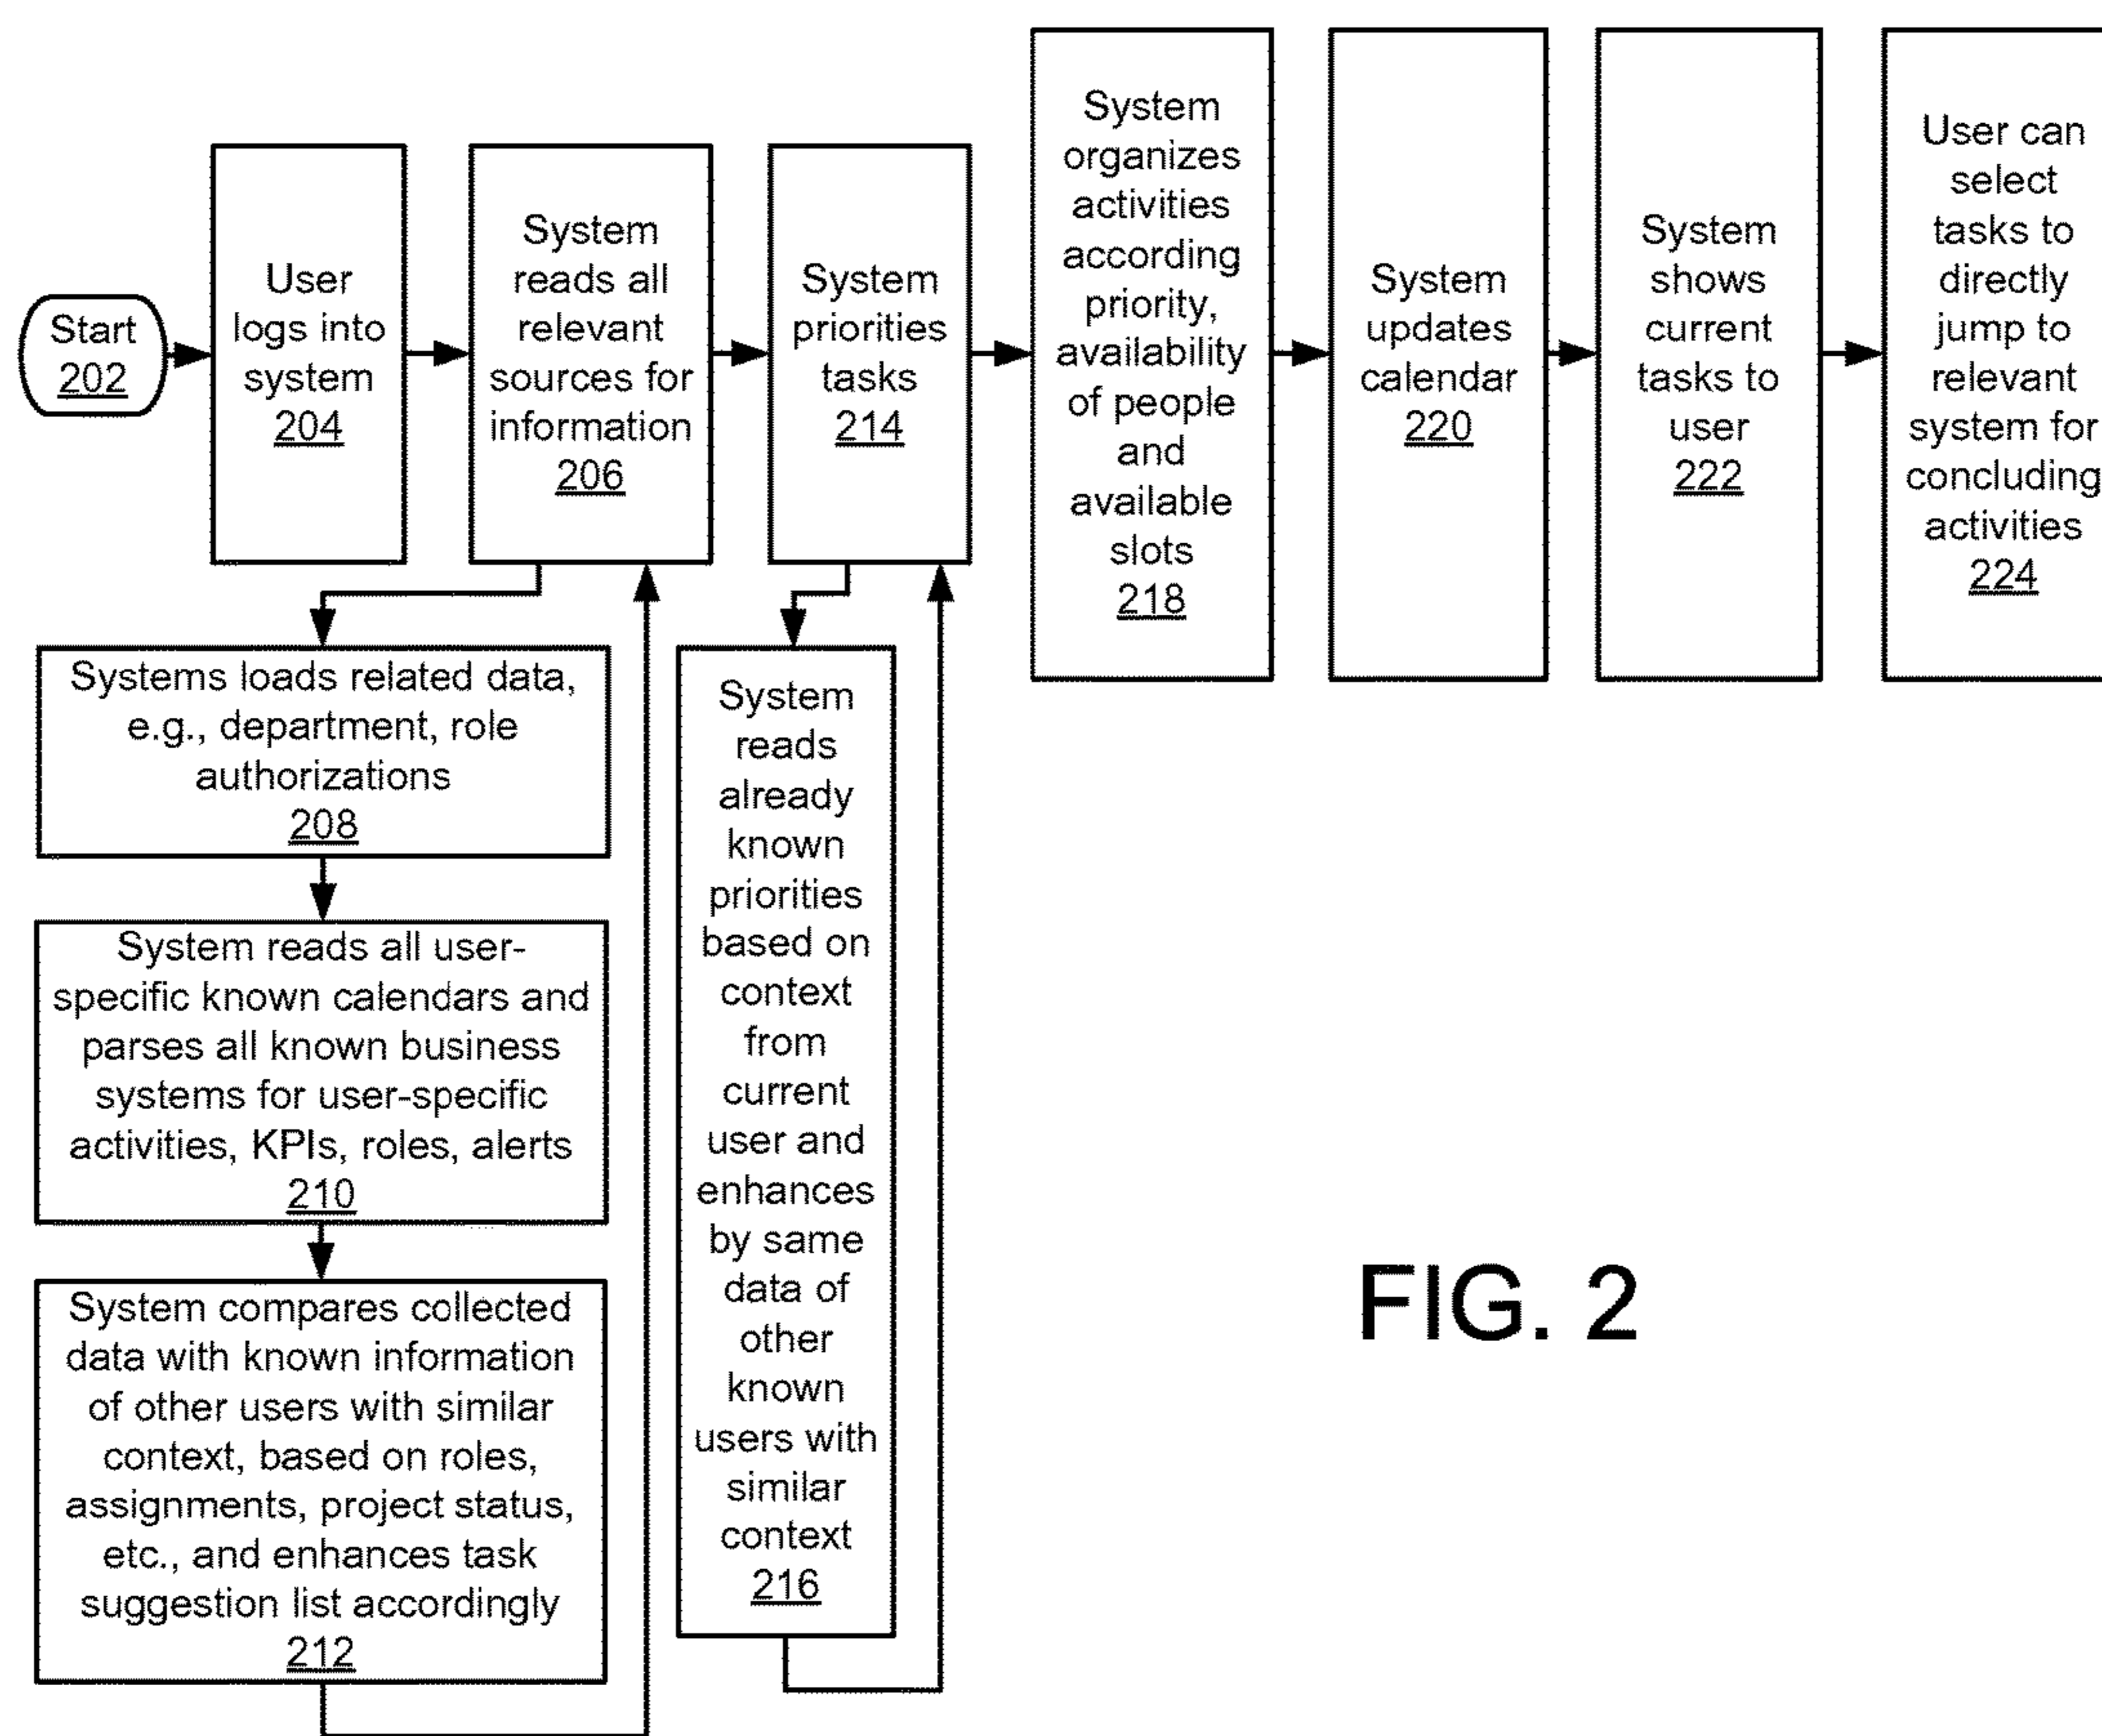 Start
202
User
logs into
system
204
System
reads all
relevant
sources for
information
206
System
priorities
tasks
214
System
organizes
activities
according
priority,
availability
of people
and
available
slots
218
System
updates
calendar
220
System
shows
current
tasks to
user
222
User can
select
tasks to
directly
jump to
relevant
system for
concluding
activities
224
Systems loads related data,
e.g., department, role
authorizations
208
System reads all user-
specific known calendars and
parses all known business
systems for user-specific
activities, KPIs, roles, alerts
210
System compares collected
data with known information
of other users with similar
context, based on roles,
assignments, project status,
etc., and enhances task
suggestion list accordingly
212
System
reads
already
known
priorities
based on
context
from
current
user and
enhances
by same
data of
other
known
users with
similar
context
216
FIG. 2